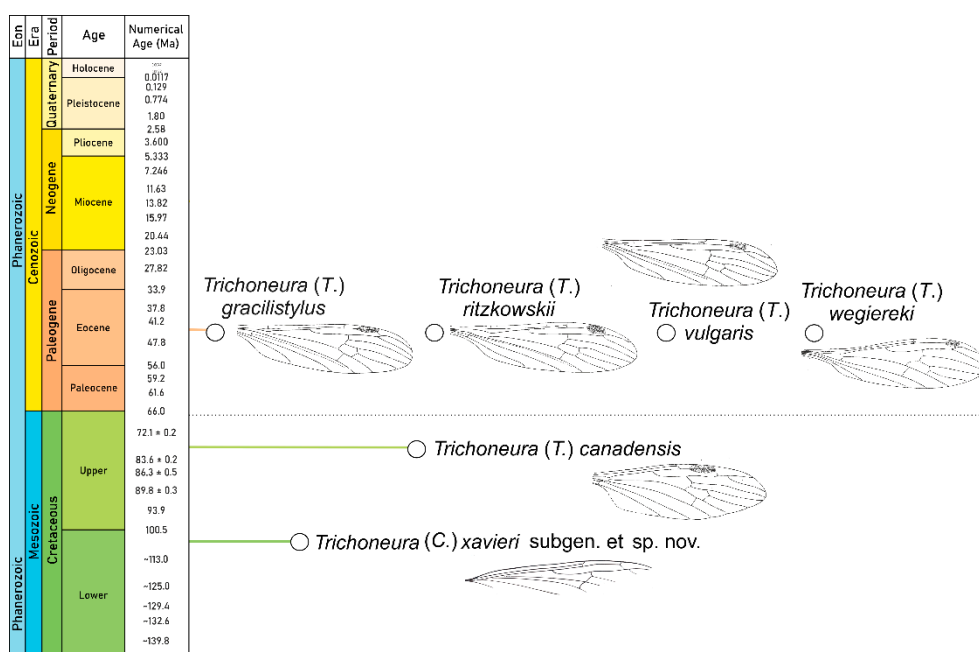 Eon
Era
Period
Age
Numerical
Age (Ma)
Phanerozoic
Phanerozoic
Cenozoic
Mesozoic
Quaternary
Neogene
Paleogene
Cretaceous
Holocene
Pleistocene
Pliocene
Miocene
Oligocene
Eocene
Paleocene
Upper
Lower
0.0117
0.129
0.774
1.80
2.58
3.600
5.333
7.246
11.63
13.82
15.97
20.44
23.03
27.82
33.9
37.8
41.2
47.8
56.0
59.2
61.6
66.0
72.1 ± 0.2
83.6 ± 0.2
86.3 ± 0.5
89.8 ± 0.3
93.9
100.5
~113.0
~125.0
~129.4
~132.6
~139.8
Trichoneura (T.)
gracilistylus
Trichoneura (T.)
ritzkowskii
Trichoneura (T.)
vulgaris
Trichoneura (T.)
wegiereki
Trichoneura (T.) canadensis
Trichoneura (C.) xavieri subgen. et sp. nov.